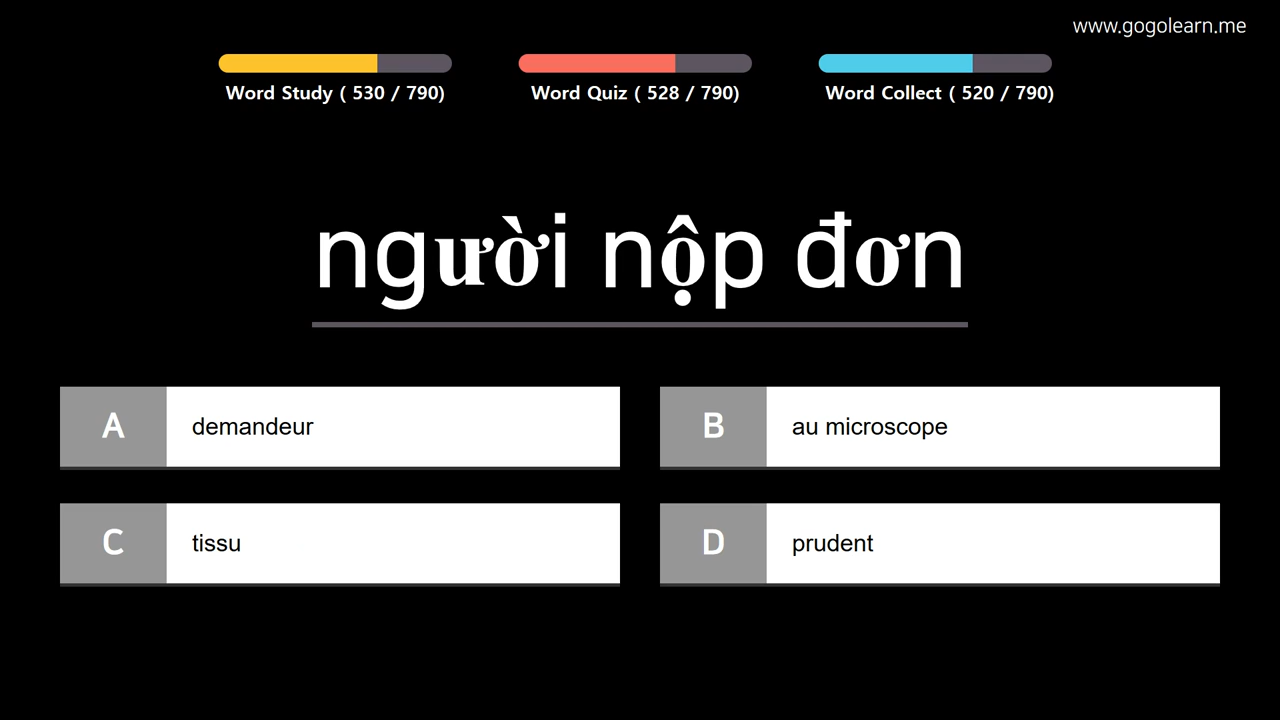 www.gogolearn.me
Word Study ( 530 / 790)
Word Quiz ( 528 / 790)
Word Collect ( 520 / 790)
người nộp đơn
A demandeur
B au microscope
C tissu
D prudent